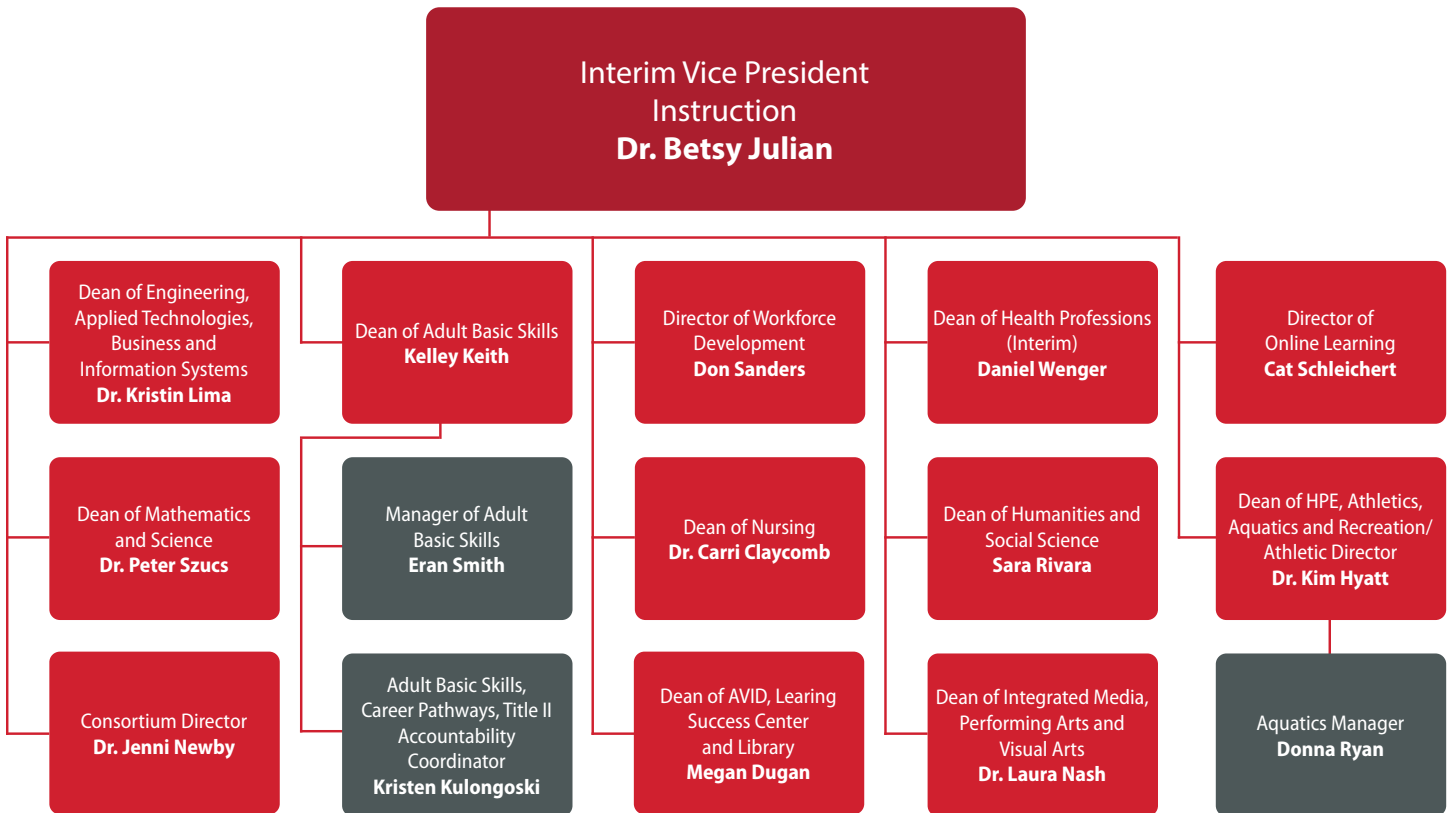 Interim Vice President
Instruction
Dr. Betsy Julian
Dean of Engineering,
Applied Technologies,
Business and
Information Systems
Dr. Kristin Lima
Dean of Adult Basic Skills
Kelley Keith
Director of Workforce
Development
Don Sanders
Dean of Health Professions
(Interim)
Daniel Wenger
Director of
Online Learning
Cat Schleichert
Dean of Mathematics
and Science
Dr. Peter Szucs
Manager of Adult
Basic Skills
Eran Smith
Dean of Nursing
Dr. Carri Claycomb
Dean of Humanities and
Social Science
Sara Rivara
Dean of HPE, Athletics,
Aquatics and Recreation/
Athletic Director
Dr. Kim Hyatt
Consortium Director
Dr. Jenni Newby
Adult Basic Skills,
Career Pathways, Title II
Accountability
Coordinator
Kristen Kulongoski
Dean of AVID, Learing
Success Center
and Library
Megan Dugan
Dean of Integrated Media,
Performing Arts and
Visual Arts
Dr. Laura Nash
Aquatics Manager
Donna Ryan